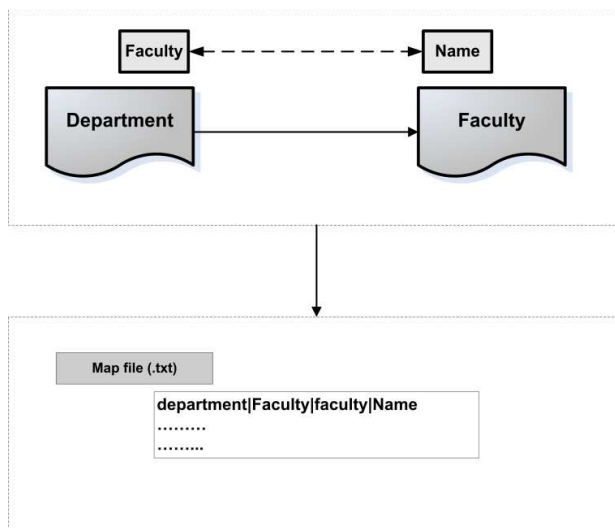 Faculty
Name
Department
Faculty
Map file (.txt)
department|Faculty|faculty|Name
………
……...